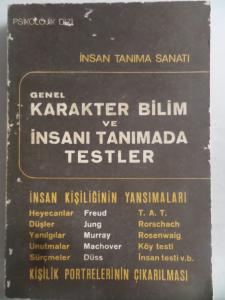 PSİKOLOJİK DİZİ
İNSAN TANIMA SANATI
GENEL
KARAKTER BİLİM
VE
İNSANI TANIMADA
TESTLER
İNSAN KİŞİLİĞİNİN YANSIMALARI
Heyecanlar Freud T. A. T.
Düşler Jung Rorschach
Yanılgılar Murray Rosenwaig
Unutmalar Machover Köy testi
Sürçmeler Düss İnsan testi v.b.
KİŞİLİK PORTRELERİNİN ÇIKARILMASI